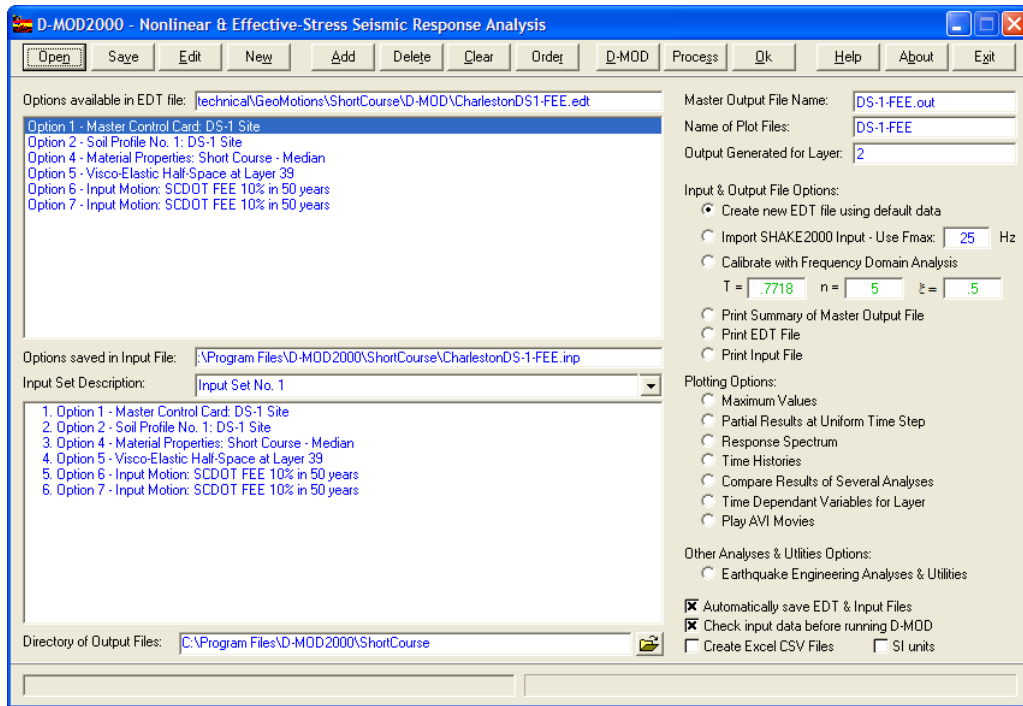 D-MOD2000 - Nonlinear & Effective-Stress Seismic Response Analysis
Open Save Edit New Add Delete Clear Order D-MOD Process Ok Help About Exit
Options available in EDT file: technical\GeoMotions\ShortCourse\D-MOD\CharlestonDS1-FEE.edt
Option 1 - Master Control Card: DS-1 Site
Option 2 - Soil Profile No. 1: DS-1 Site
Option 4 - Material Properties: Short Course - Median
Option 5 - Visco-Elastic Half-Space at Layer 39
Option 6 - Input Motion: SCDOT FEE 10% in 50 years
Option 7 - Input Motion: SCDOT FEE 10% in 50 years
Options saved in Input File: :\Program Files\D-MOD2000\ShortCourse\CharlestonDS-1-FEE.inp
Input Set Description: Input Set No. 1
1. Option 1 - Master Control Card: DS-1 Site
2. Option 2 - Soil Profile No. 1: DS-1 Site
3. Option 4 - Material Properties: Short Course - Median
4. Option 5 - Visco-Elastic Half-Space at Layer 39
5. Option 6 - Input Motion: SCDOT FEE 10% in 50 years
6. Option 7 - Input Motion: SCDOT FEE 10% in 50 years
Directory of Output Files: C:\Program Files\D-MOD2000\ShortCourse
Master Output File Name: DS-1-FEE.out
Name of Plot Files: DS-1-FEE
Output Generated for Layer: 2
Input & Output File Options:
Create new EDT file using default data
Import SHAKE2000 Input - Use Fmax: 25 Hz
Calibrate with Frequency Domain Analysis
T = .7718 n = 5 ξ = .5
Print Summary of Master Output File
Print EDT File
Print Input File
Plotting Options:
Maximum Values
Partial Results at Uniform Time Step
Response Spectrum
Time Histories
Compare Results of Several Analyses
Time Dependant Variables for Layer
Play AVI Movies
Other Analyses & Utlities Options:
Earthquake Engineering Analyses & Utilities
Automatically save EDT & Input Files
Check input data before running D-MOD
Create Excel CSV Files SI units